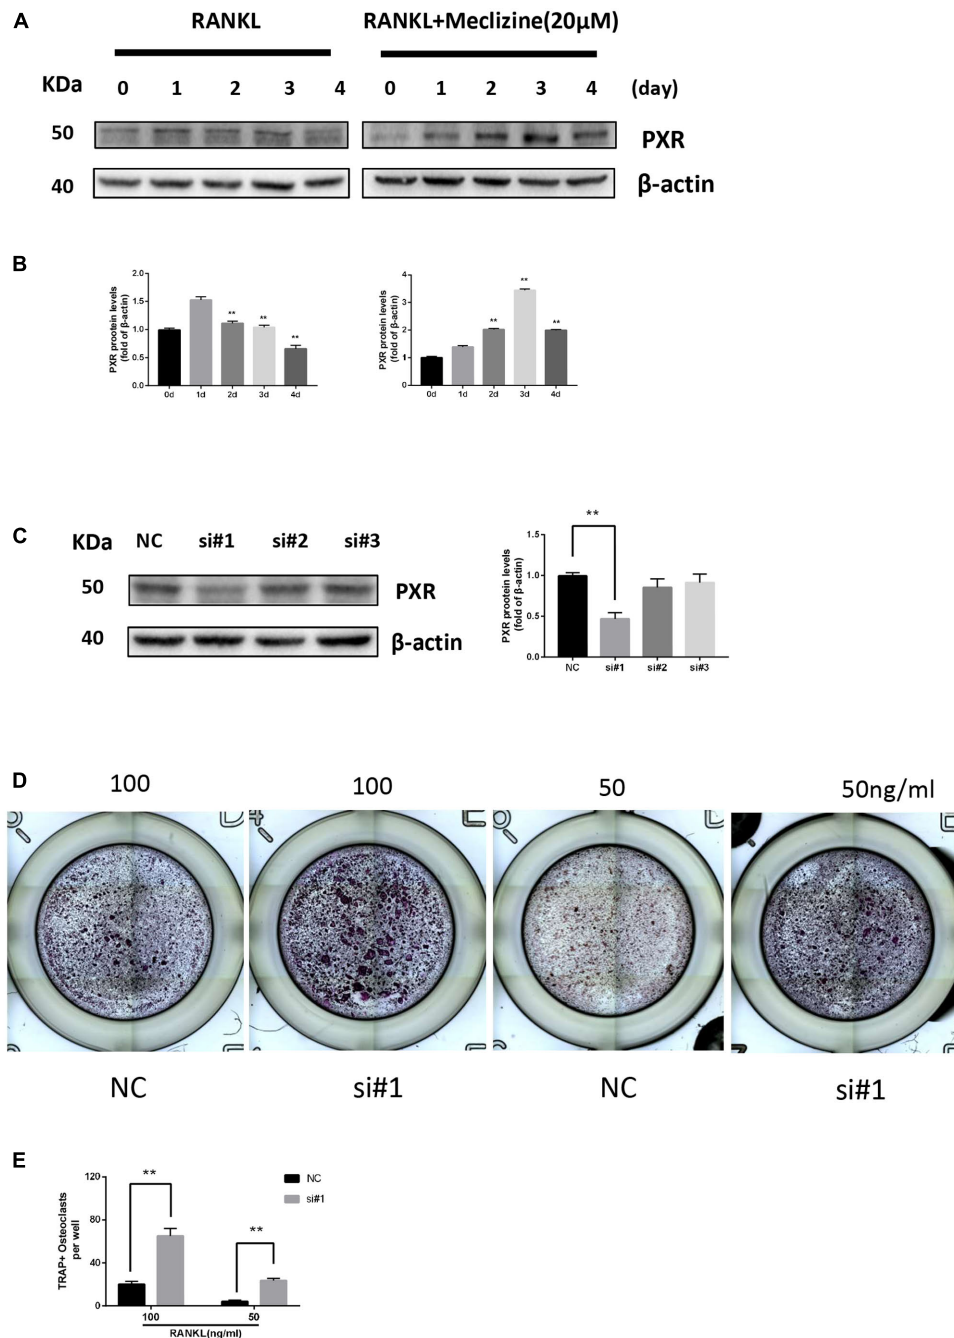 A
RANKL
RANKL+Meclizine(20μM)
KDa
0 1 2 3 4
0 1 2 3 4 (day)
50
PXR
40
β-actin
B
PXR prootein levels
(fold of β-actin)
2.0
1.5
1.0
0.5
0.0
**
**
**
0d 1d 2d 3d 4d
PXR protein levels
(fold of β-actin)
4
3
2
1
0
**
**
**
0d 1d 2d 3d 4d
C
KDa NC si#1 si#2 si#3
50
PXR
40
β-actin
PXR prootein levels
(fold of β-actin)
1.5
1.0
0.5
0.0
**
NC si#1 si#2 si#3
D
100 100 50 50ng/ml
NC si#1 NC si#1
E
TRAP+ Osteoclasts
per well
120
80
40
0
**
**
NC
si#1
100 50
RANKL(ng/ml)